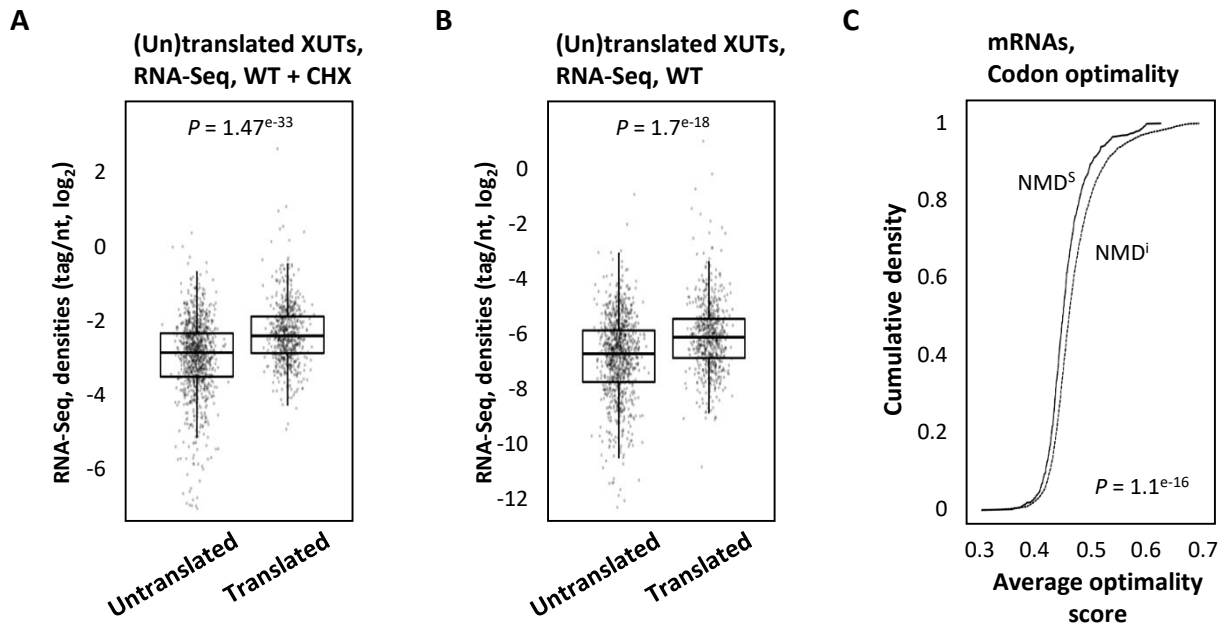 A
(Un)translated XUTs,
RNA-Seq, WT + CHX
P = 1.47e-33
RNA-Seq, densities (tag/nt, log2)
2
0
-2
-4
-6
Untranslated
Translated
B
(Un)translated XUTs,
RNA-Seq, WT
P = 1.7e-18
RNA-Seq, densities (tag/nt, log2)
0
-2
-4
-6
-8
-10
-12
Untranslated
Translated
C
mRNAs,
Codon optimality
Cumulative density
1
0.8
0.6
0.4
0.2
0
NMDS
NMDi
P = 1.1e-16
0.3 0.4 0.5 0.6 0.7
Average optimality
score